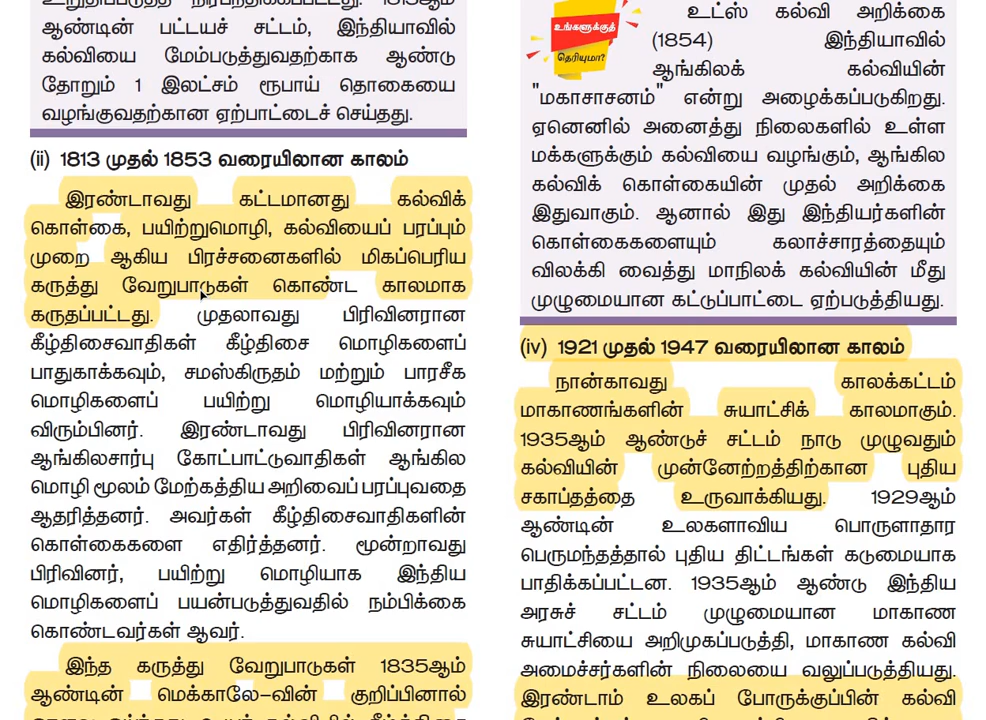 ஆண்டின் பட்டயச் சட்டம், இந்தியாவில்
கல்வியை மேம்படுத்துவதற்காக ஆண்டு
தோறும் 1 இலட்சம் ரூபாய் தொகையை
வழங்குவதற்கான ஏற்பாட்டைச் செய்தது.
(ii) 1813 முதல் 1853 வரையிலான காலம்
இரண்டாவது கட்டமானது கல்விக்
கொள்கை, பயிற்றுமொழி, கல்வியைப் பரப்பும்
முறை ஆகிய பிரச்சனைகளில் மிகப்பெரிய
கருத்து வேறுபாடுகள் கொண்ட காலமாக
கருதப்பட்டது. முதலாவது பிரிவினரான
கீழ்திசைவாதிகள் கீழ்திசை மொழிகளைப்
பாதுகாக்கவும், சமஸ்கிருதம் மற்றும் பாரசீக
மொழிகளைப் பயிற்று மொழியாக்கவும்
விரும்பினர். இரண்டாவது பிரிவினரான
ஆங்கிலசார்பு கோட்பாட்டுவாதிகள் ஆங்கில
மொழி மூலம் மேற்கத்திய அறிவைப் பரப்புவதை
ஆதரித்தனர். அவர்கள் கீழ்திசைவாதிகளின்
கொள்கைகளை எதிர்த்தனர். மூன்றாவது
பிரிவினர், பயிற்று மொழியாக இந்திய
மொழிகளைப் பயன்படுத்துவதில் நம்பிக்கை
கொண்டவர்கள் ஆவர்.
இந்த கருத்து வேறுபாடுகள் 1835ஆம்
ஆண்டின் மெக்காலே-வின் குறிப்பினால்
உங்களுக்குத்
தெரியுமா?
உட்ஸ் கல்வி அறிக்கை
(1854) இந்தியாவில்
ஆங்கிலக் கல்வியின்
"மகாசாசனம்" என்று அழைக்கப்படுகிறது.
ஏனெனில் அனைத்து நிலைகளில் உள்ள
மக்களுக்கும் கல்வியை வழங்கும், ஆங்கில
கல்விக் கொள்கையின் முதல் அறிக்கை
இதுவாகும். ஆனால் இது இந்தியர்களின்
கொள்கைகளையும் கலாச்சாரத்தையும்
விலக்கி வைத்து மாநிலக் கல்வியின் மீது
முழுமையான கட்டுப்பாட்டை ஏற்படுத்தியது.
(iv) 1921 முதல் 1947 வரையிலான காலம்
நான்காவது காலக்கட்டம்
மாகாணங்களின் சுயாட்சிக் காலமாகும்.
1935ஆம் ஆண்டுச் சட்டம் நாடு முழுவதும்
கல்வியின் முன்னேற்றத்திற்கான புதிய
சகாப்தத்தை உருவாக்கியது. 1929ஆம்
ஆண்டின் உலகளாவிய பொருளாதார
பெருமந்தத்தால் புதிய திட்டங்கள் கடுமையாக
பாதிக்கப்பட்டன. 1935ஆம் ஆண்டு இந்திய
அரசுச் சட்டம் முழுமையான மாகாண
சுயாட்சியை அறிமுகப்படுத்தி, மாகாண கல்வி
அமைச்சர்களின் நிலையை வலுப்படுத்தியது.
இரண்டாம் உலகப் போருக்குப்பின் கல்வி